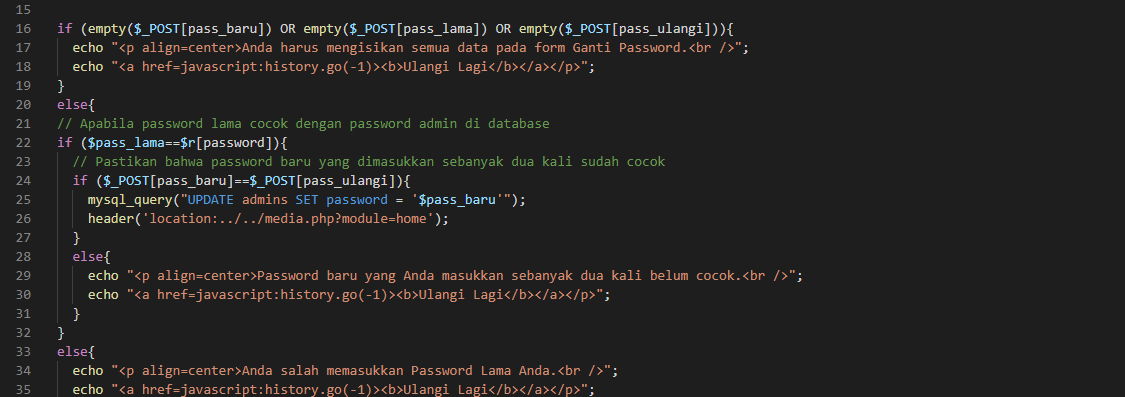 15
16 if (empty($_POST[pass_baru]) OR empty($_POST[pass_lama]) OR empty($_POST[pass_ulangi])){
17 echo "<p align=center>Anda harus mengisikan semua data pada form Ganti Password.<br />";
18 echo "<a href=javascript:history.go(-1)><b>Ulangi Lagi</b></a></p>";
19 }
20 else{
21 // Apabila password lama cocok dengan password admin di database
22 if ($pass_lama==$r[password]){
23 // Pastikan bahwa password baru yang dimasukkan sebanyak dua kali sudah cocok
24 if ($_POST[pass_baru]==$_POST[pass_ulangi]){
25 mysql_query("UPDATE admins SET password = '$pass_baru'");
26 header('location:../../media.php?module=home');
27 }
28 else{
29 echo "<p align=center>Password baru yang Anda masukkan sebanyak dua kali belum cocok.<br />";
30 echo "<a href=javascript:history.go(-1)><b>Ulangi Lagi</b></a></p>";
31 }
32 }
33 else{
34 echo "<p align=center>Anda salah memasukkan Password Lama Anda.<br />";
35 echo "<a href=javascript:history.go(-1)><b>Ulangi Lagi</b></a></p>";